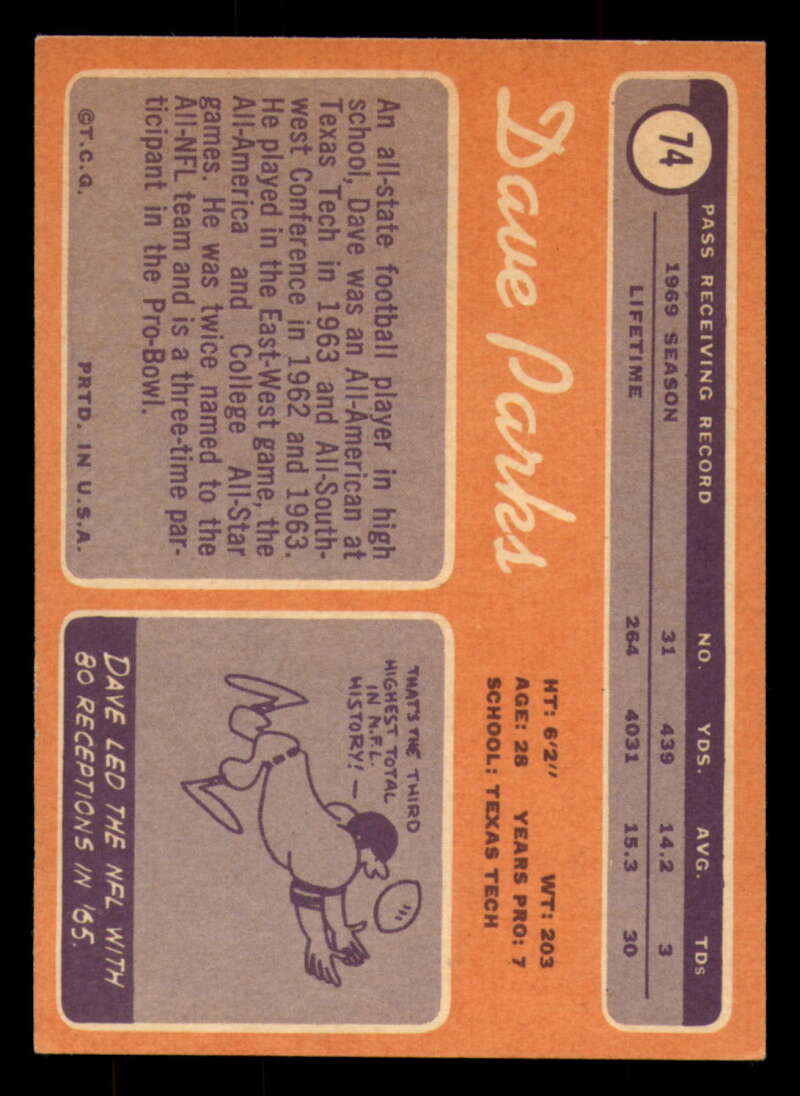 74
PASS RECEIVING RECORD NO. YDS. AVG. TDs
1969 SEASON 31 439 14.2 3
LIFETIME 264 4031 15.3 30
Dave Parks
HT: 6'2" WT: 203
AGE: 28 YEARS PRO: 7
SCHOOL: TEXAS TECH
An all-state football player in high
school, Dave was an All-American at
Texas Tech in 1963 and All-South-
west Conference in 1962 and 1963.
He played in the East-West game, the
All-America and College All-Star
games. He was twice named to the
All-NFL team and is a three-time par-
ticipant in the Pro-Bowl.
©T.C.G. PRTD. IN U.S.A.
THAT'S THE THIRD
HIGHEST TOTAL
IN N.F.L.
HISTORY!
DAVE LED THE NFL WITH
80 RECEPTIONS IN '65.